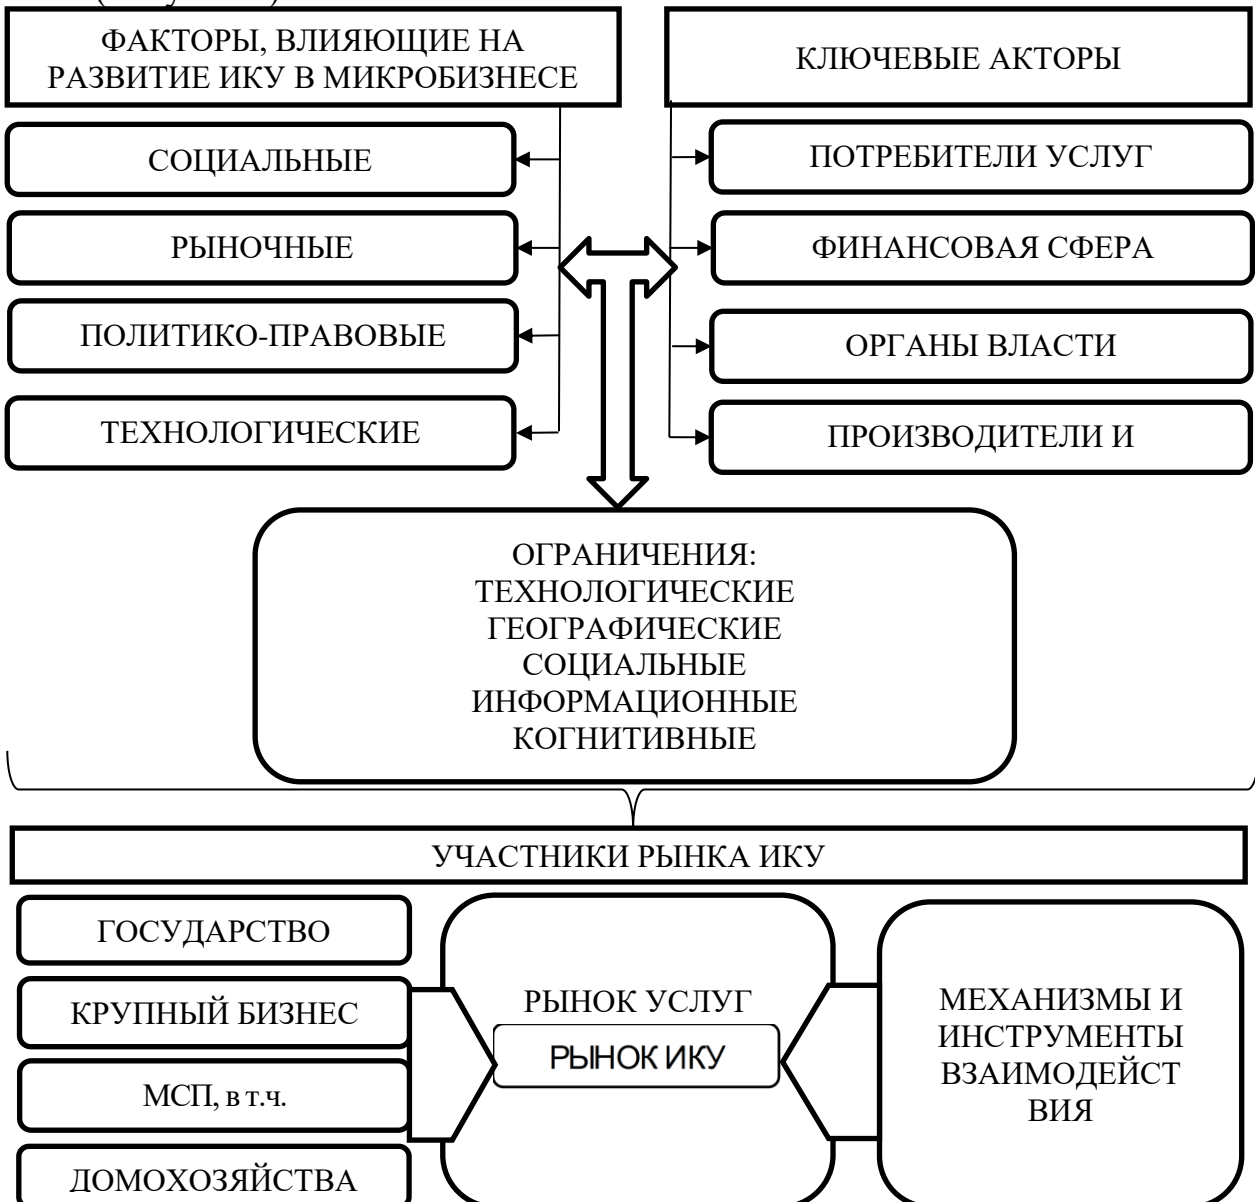 ФАКТОРЫ, ВЛИЯЮЩИЕ НА
РАЗВИТИЕ ИКУ В МИКРОБИЗНЕСЕ
СОЦИАЛЬНЫЕ
РЫНОЧНЫЕ
ПОЛИТИКО-ПРАВОВЫЕ
ТЕХНОЛОГИЧЕСКИЕ
КЛЮЧЕВЫЕ АКТОРЫ
ПОТРЕБИТЕЛИ УСЛУГ
ФИНАНСОВАЯ СФЕРА
ОРГАНЫ ВЛАСТИ
ПРОИЗВОДИТЕЛИ И
ОГРАНИЧЕНИЯ:
ТЕХНОЛОГИЧЕСКИЕ
ГЕОГРАФИЧЕСКИЕ
СОЦИАЛЬНЫЕ
ИНФОРМАЦИОННЫЕ
КОГНИТИВНЫЕ
УЧАСТНИКИ РЫНКА ИКУ
ГОСУДАРСТВО
КРУПНЫЙ БИЗНЕС
МСП, в т.ч.
ДОМОХОЗЯЙСТВА
РЫНОК УСЛУГ
РЫНОК ИКУ
МЕХАНИЗМЫ И
ИНСТРУМЕНТЫ
ВЗАИМОДЕЙСТ
ВИЯ